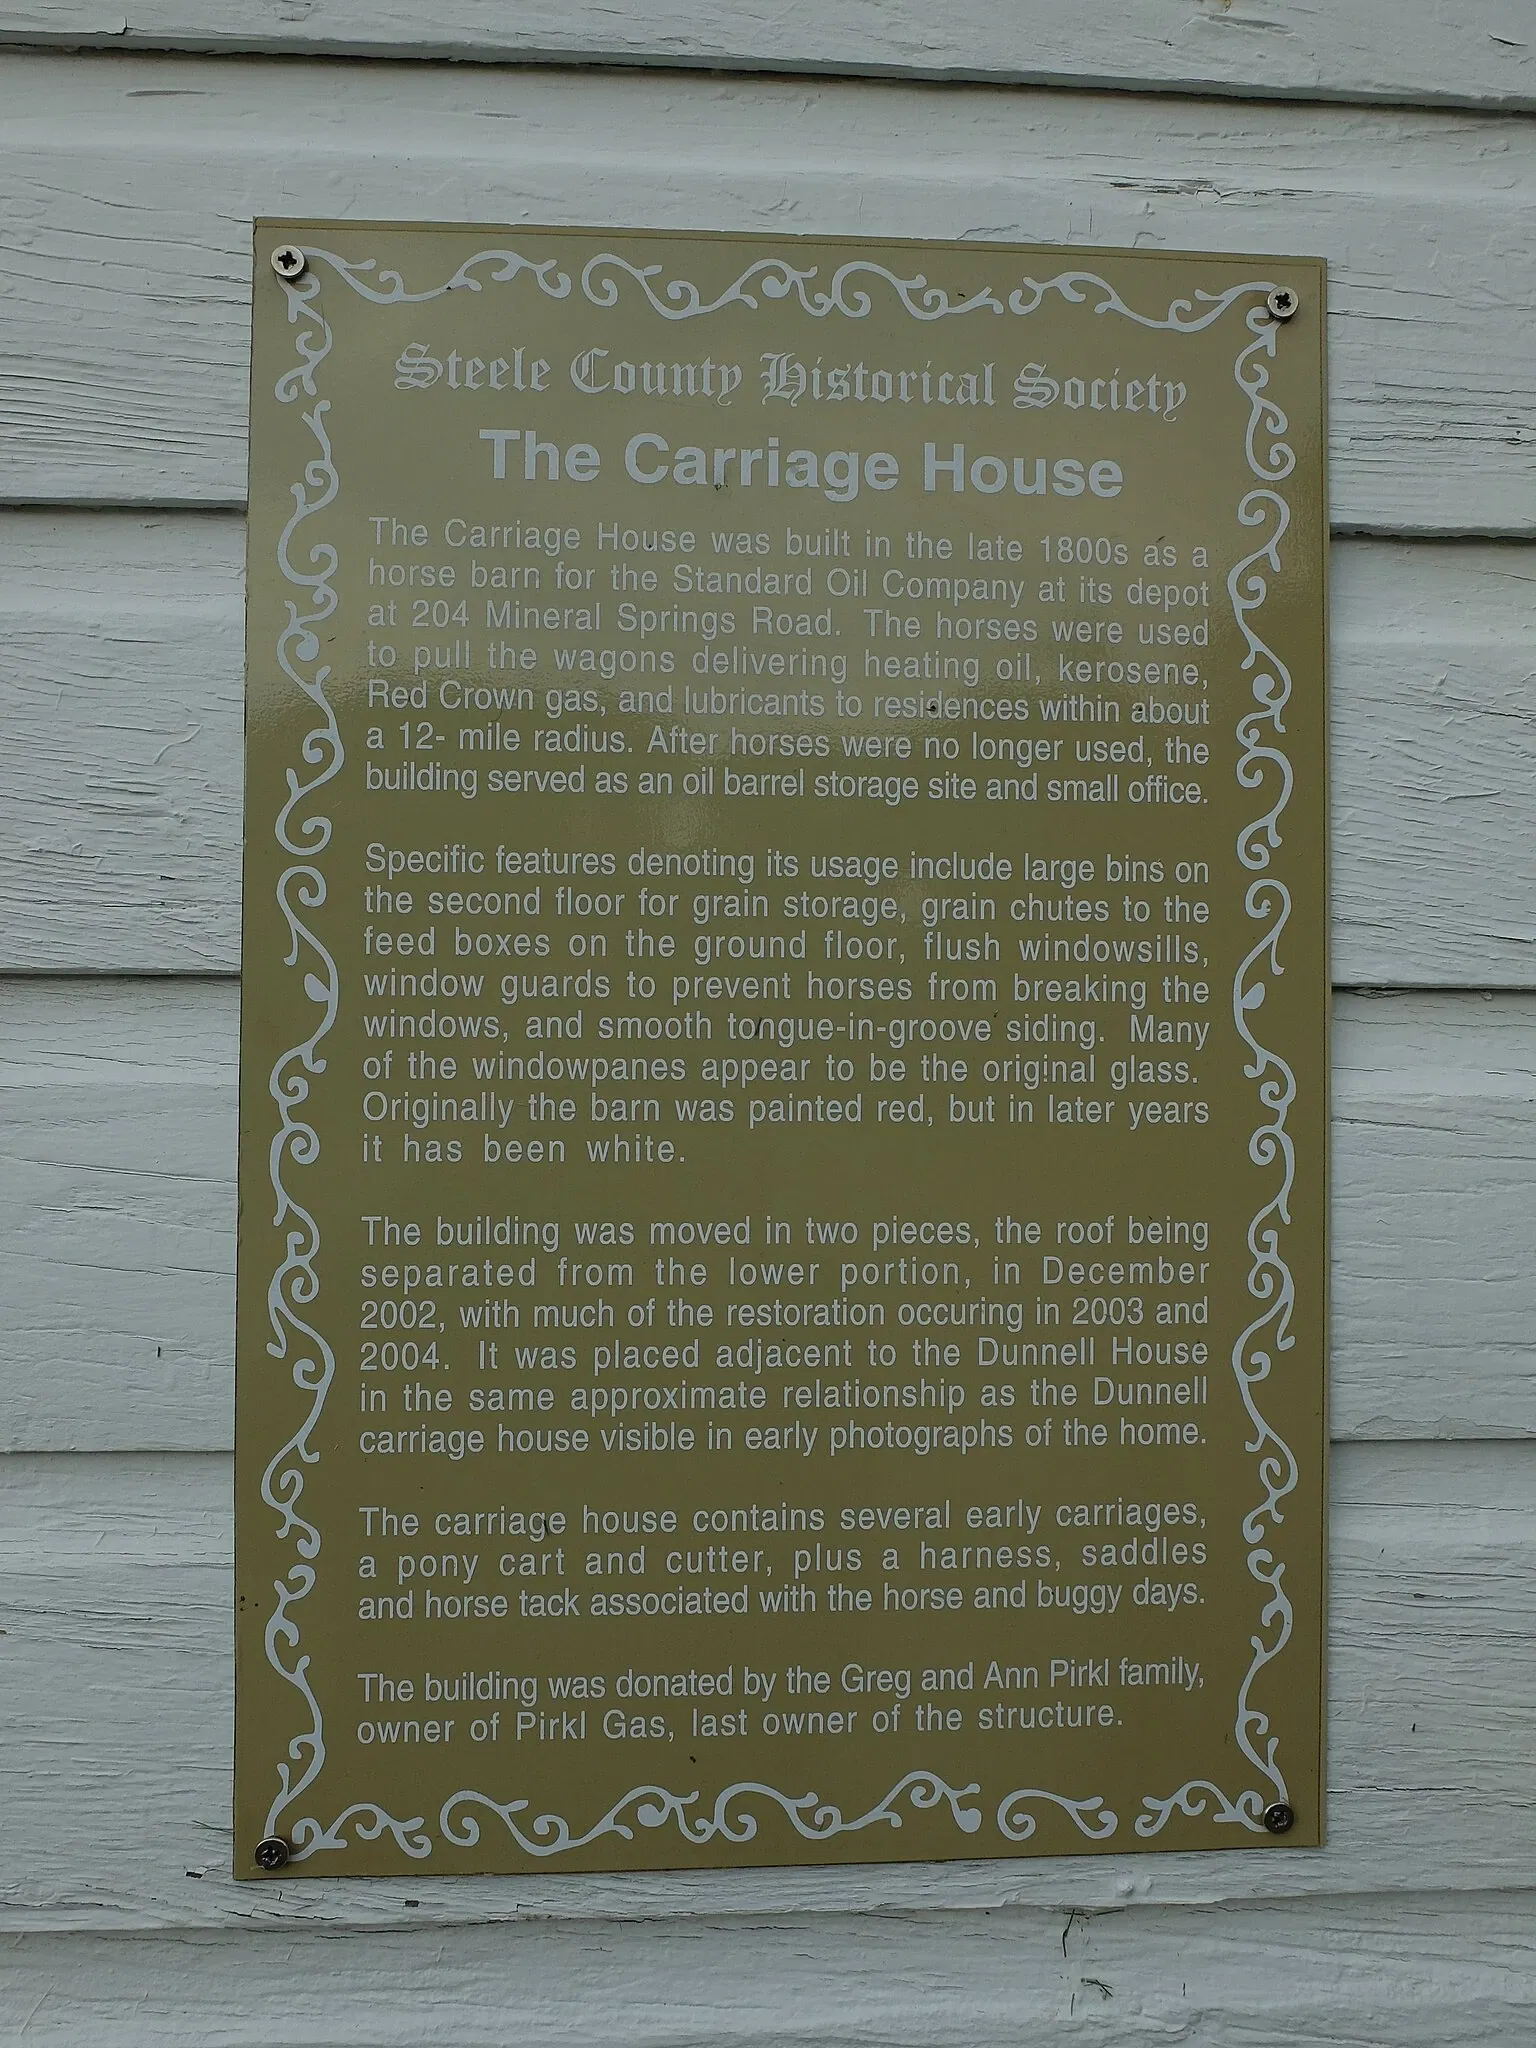 Steele County Historical Society
The Carriage House
The Carriage House was built in the late 1800s as a
horse barn for the Standard Oil Company at its depot
at 204 Mineral Springs Road. The horses were used
to pull the wagons delivering heating oil, kerosene,
Red Crown gas, and lubricants to residences within about
a 12- mile radius. After horses were no longer used, the
building served as an oil barrel storage site and small office.
Specific features denoting its usage include large bins on
the second floor for grain storage, grain chutes to the
feed boxes on the ground floor, flush windowsills,
window guards to prevent horses from breaking the
windows, and smooth tongue-in-groove siding. Many
of the windowpanes appear to be the original glass.
Originally the barn was painted red, but in later years
it has been white.
The building was moved in two pieces, the roof being
separated from the lower portion, in December
2002, with much of the restoration occuring in 2003 and
2004. It was placed adjacent to the Dunnell House
in the same approximate relationship as the Dunnell
carriage house visible in early photographs of the home.
The carriage house contains several early carriages,
a pony cart and cutter, plus a harness, saddles
and horse tack associated with the horse and buggy days.
The building was donated by the Greg and Ann Pirkl family,
owner of Pirkl Gas, last owner of the structure.